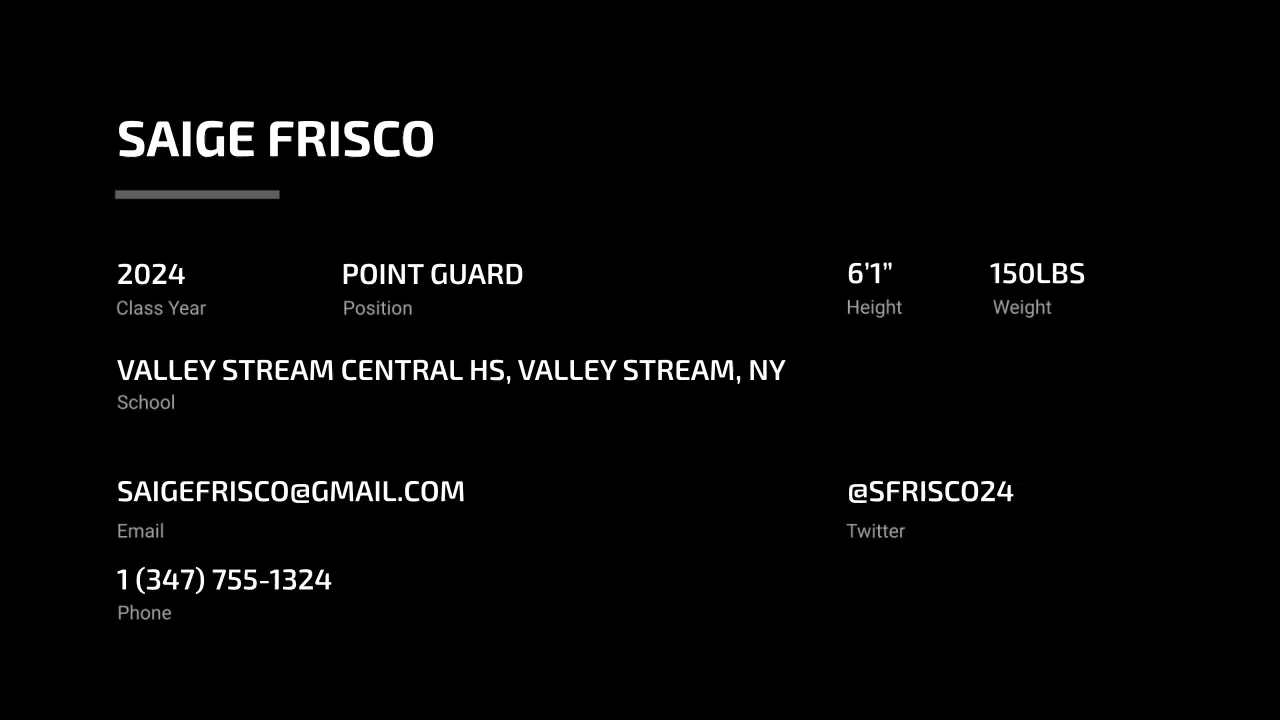 SAIGE FRISCO
2024 POINT GUARD 6'1" 150LBS
Class Year Position Height Weight
VALLEY STREAM CENTRAL HS, VALLEY STREAM, NY
School
SAIGEFRISCO@GMAIL.COM @SFRISCO24
Email Twitter
1 (347) 755-1324
Phone